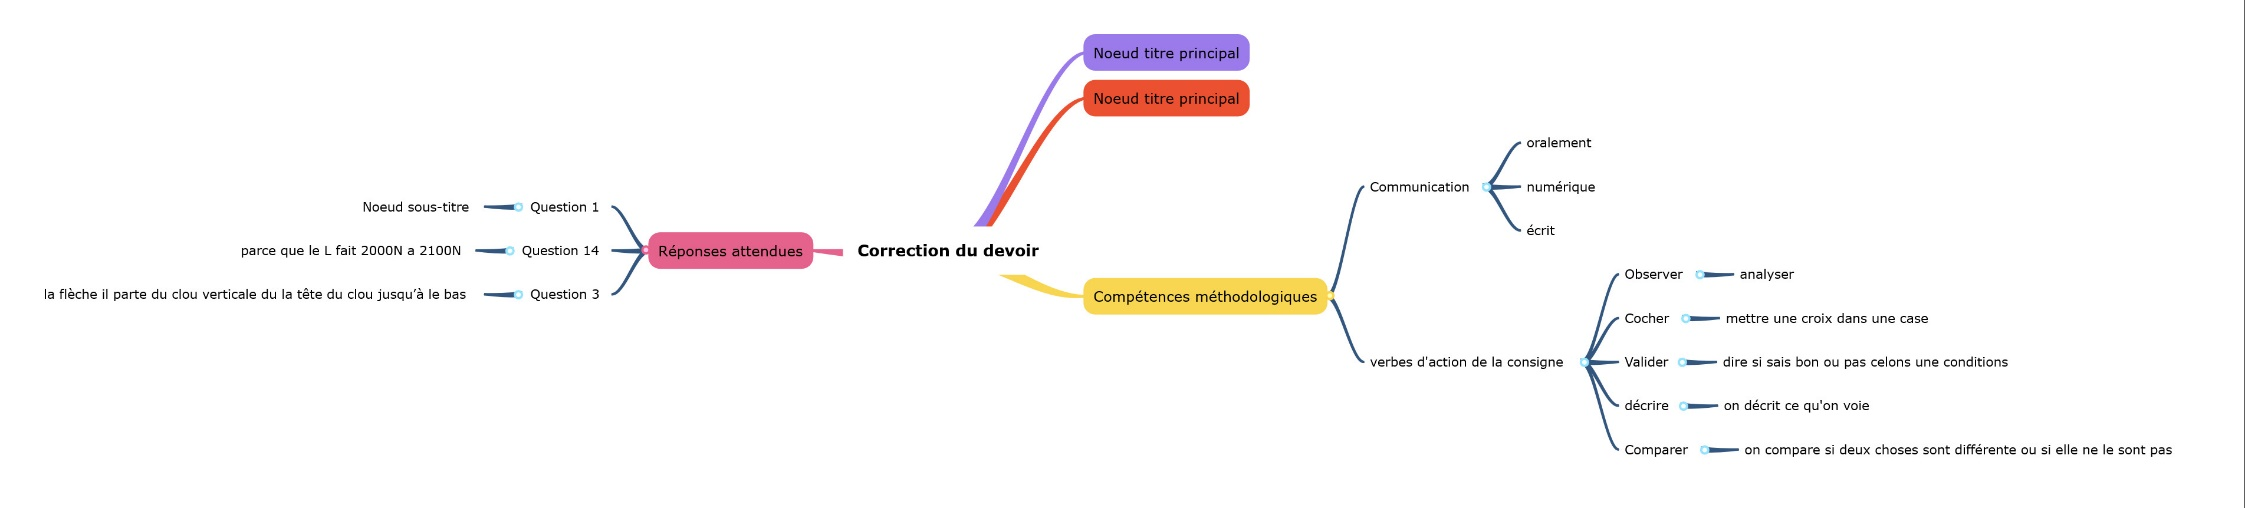 Noeud titre principal
Noeud titre principal
oralement
Communication
numérique
écrit
Noeud sous-titre
Question 1
parce que le L fait 2000N a 2100N
Question 14
Réponses attendues
Correction du devoir
la flèche il parte du clou verticale du la tête du clou jusqu'à le bas
Question 3
Compétences méthodologiques
Observer
analyser
Cocher
mettre une croix dans une case
verbes d'action de la consigne
Valider
dire si sais bon ou pas celons une conditions
décrire
on décrit ce qu'on voie
Comparer
on compare si deux choses sont différente ou si elle ne le sont pas